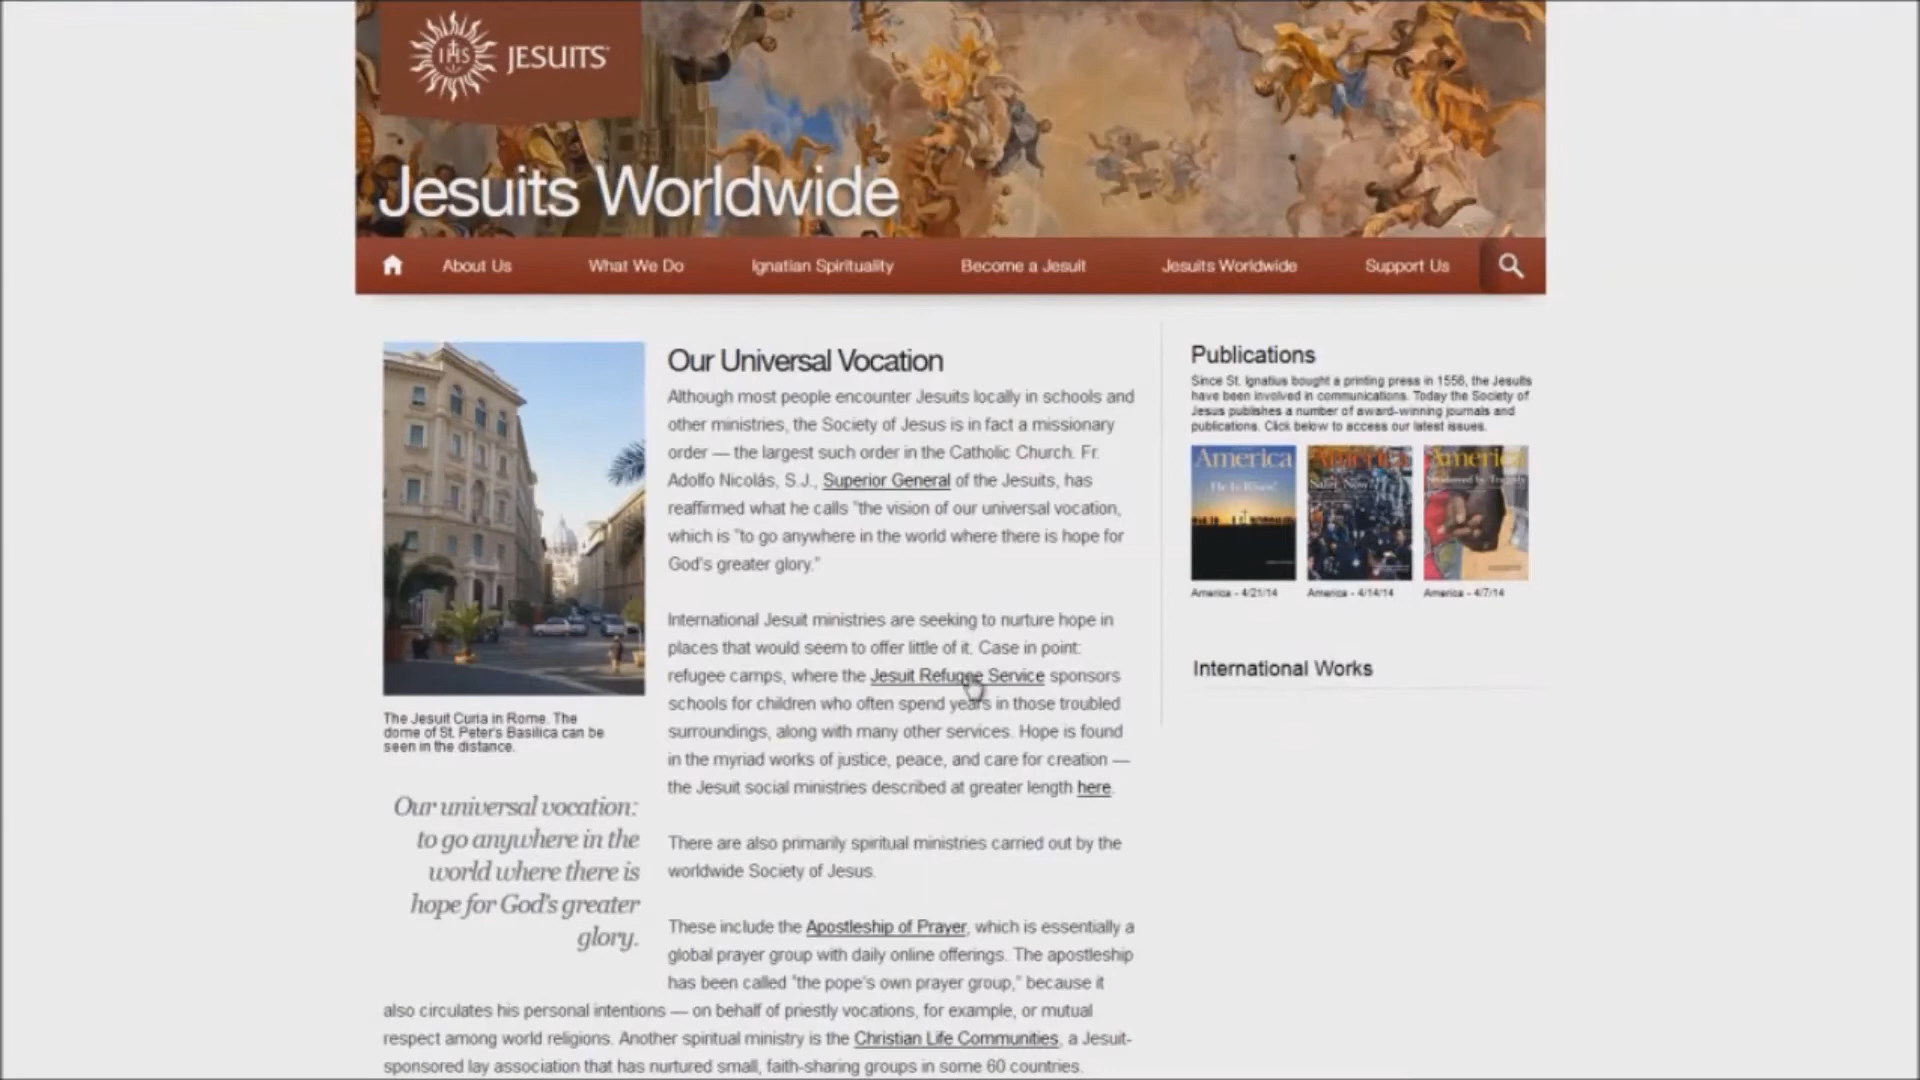 IHS
JESUITS
Jesuits Worldwide
About Us
What We Do
Ignatian Spirituality
Become a Jesuit
Jesuits Worldwide
Support Us
Our Universal Vocation
Although most people encounter Jesuits locally in schools and
other ministries, the Society of Jesus is in fact a missionary
order — the largest such order in the Catholic Church. Fr.
Adolfo Nicolás, S.J., Superior General of the Jesuits, has
reaffirmed what he calls "the vision of our universal vocation,
which is "to go anywhere in the world where there is hope for
God's greater glory."
International Jesuit ministries are seeking to nurture hope in
places that would seem to offer little of it. Case in point:
refugee camps, where the Jesuit Refugee Service sponsors
schools for children who often spend years in those troubled
surroundings, along with many other services. Hope is found
in the myriad works of justice, peace, and care for creation —
the Jesuit social ministries described at greater length here.
There are also primarily spiritual ministries carried out by the
worldwide Society of Jesus.
These include the Apostleship of Prayer, which is essentially a
global prayer group with daily online offerings. The apostleship
has been called "the pope's own prayer group," because it
also circulates his personal intentions — on behalf of priestly vocations, for example, or mutual
respect among world religions. Another spiritual ministry is the Christian Life Communities, a Jesuit-
sponsored lay association that has nurtured small, faith-sharing groups in some 60 countries.
The Jesuit Curia in Rome. The
dome of St. Peter's Basilica can be
seen in the distance.
Our universal vocation:
to go anywhere in the
world where there is
hope for God's greater
glory.
Publications
Since St. Ignatius bought a printing press in 1556, the Jesuits
have been involved in communications. Today the Society of
Jesus publishes a number of award-winning journals and
publications. Click below to access our latest issues.
America
He Is Risen!
America
Safer Now?
America
by Tragedy
America - 4/21/14
America - 4/14/14
America - 4/7/14
International Works